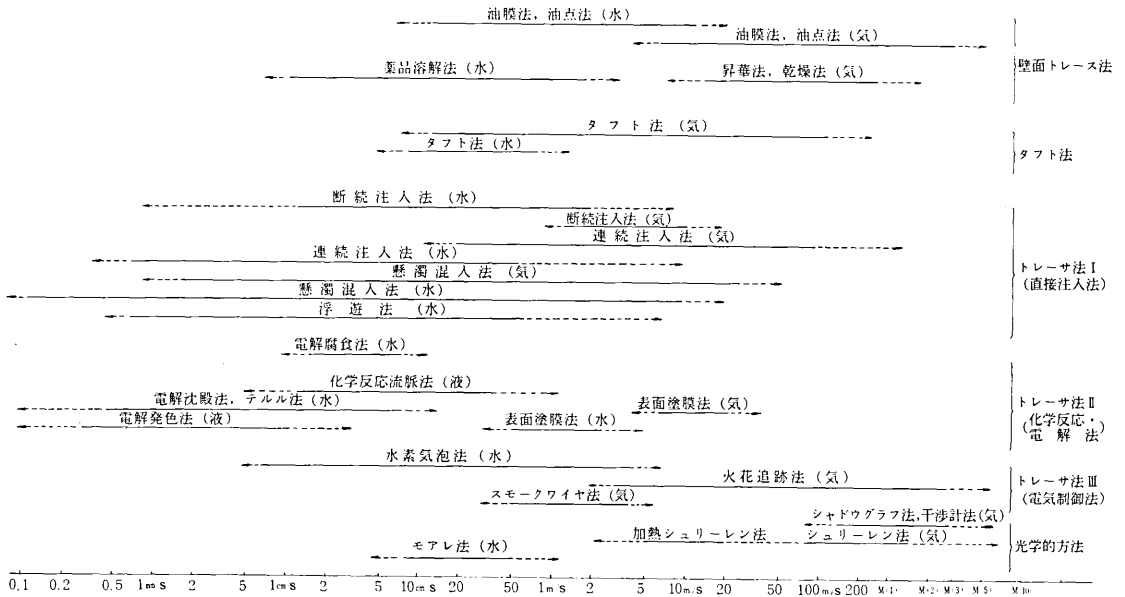 油膜法，油点法（水）
油膜法，油点法（気）
薬品溶解法（水）
昇華法，乾燥法（気）
壁面トレース法
タフト法（気）
タフト法（水）
タフト法
断続注入法（水）
断続注入法（気）
連続注入法（気）
連続注入法（水）
懸濁混入法（気）
懸濁混入法（水）
浮遊法（水）
トレーサ法Ⅰ
（直接注入法）
電解腐食法（水）
化学反応流脈法（液）
電解沈殿法，テルル法（水）
電解発色法（液）
表面塗膜法（気）
表面塗膜法（水）
トレーサ法Ⅱ
（化学反応・
電解法）
水素気泡法（水）
火花追跡法（気）
スモークワイヤ法（気）
トレーサ法Ⅲ
（電気制御法）
シャドウグラフ法，干渉計法（気）
加熱シュリーレン法 シュリーレン法（気）
モアレ法（水）
光学的方法
0.1 0.2 0.5 1mm/s 2 5 1cm/s 2 5 10cm/s 20 50 1m/s 2 5 10m/s 20 50 100m/s 200